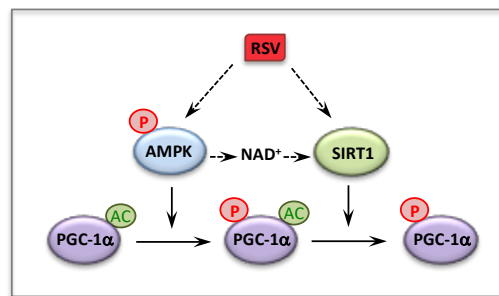 RSV
P
AMPK
NAD⁺
SIRT1
AC
PGC-1α
P
AC
PGC-1α
P
PGC-1α